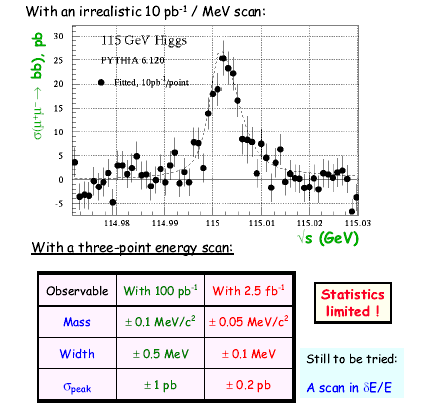 With an irrealistic 10 pb⁻¹ / MeV scan:
σ(μ⁺μ⁻ → bb), pb
30
25
20
15
10
5
0
-5
115 GeV Higgs
PYTHIA 6.120
Fitted, 10pb⁻¹/point
114.98 114.99 115 115.01 115.02 115.03
√s (GeV)
With a three-point energy scan:
Observable With 100 pb⁻¹ With 2.5 fb⁻¹
Mass ± 0.1 MeV/c² ± 0.05 MeV/c²
Width ± 0.5 MeV ± 0.1 MeV
σpeak ± 1 pb ± 0.2 pb
Statistics
limited !
Still to be tried:
A scan in δE/E